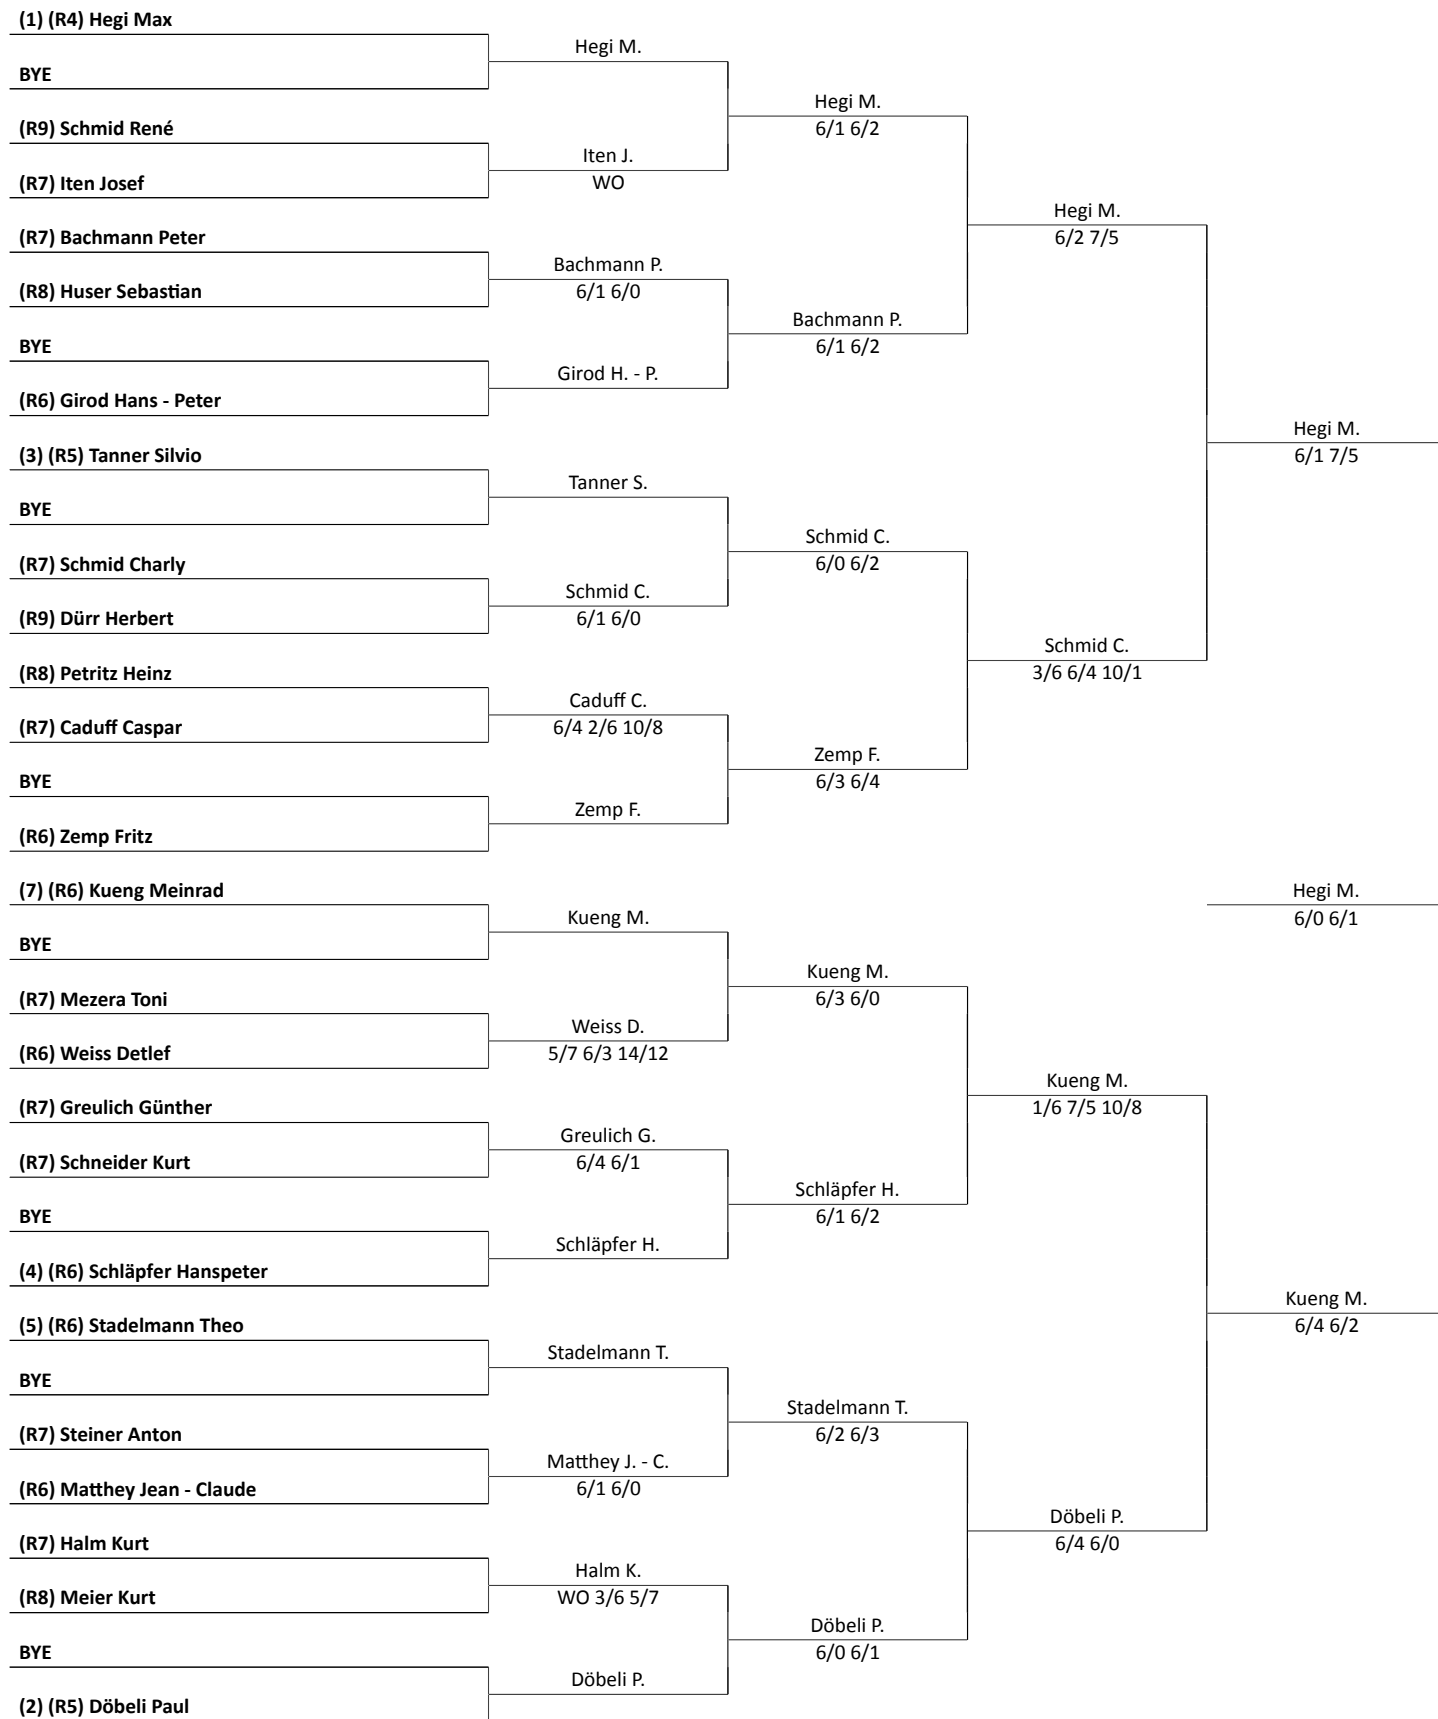 (1) (R4) Hegi Max
Hegi M.
BYE
Hegi M.
6/1 6/2
(R9) Schmid René
Iten J.
WO
(R7) Iten Josef
Hegi M.
6/2 7/5
(R7) Bachmann Peter
Bachmann P.
6/1 6/0
(R8) Huser Sebastian
Bachmann P.
6/1 6/2
BYE
Girod H. - P.
(R6) Girod Hans - Peter
Hegi M.
6/1 7/5
(3) (R5) Tanner Silvio
Tanner S.
BYE
Schmid C.
6/0 6/2
(R7) Schmid Charly
Schmid C.
6/1 6/0
(R9) Dürr Herbert
Schmid C.
3/6 6/4 10/1
(R8) Petritz Heinz
Caduff C.
6/4 2/6 10/8
(R7) Caduff Caspar
Zemp F.
6/3 6/4
BYE
Zemp F.
(R6) Zemp Fritz
(7) (R6) Kueng Meinrad
Hegi M.
6/0 6/1
Kueng M.
BYE
Kueng M.
6/3 6/0
(R7) Mezera Toni
Weiss D.
5/7 6/3 14/12
(R6) Weiss Detlef
Kueng M.
1/6 7/5 10/8
(R7) Greulich Günther
Greulich G.
6/4 6/1
(R7) Schneider Kurt
Schläpfer H.
6/1 6/2
BYE
Schläpfer H.
(4) (R6) Schläpfer Hanspeter
Kueng M.
6/4 6/2
(5) (R6) Stadelmann Theo
Stadelmann T.
BYE
Stadelmann T.
6/2 6/3
(R7) Steiner Anton
Matthey J. - C.
6/1 6/0
(R6) Matthey Jean - Claude
Döbeli P.
6/4 6/0
(R7) Halm Kurt
Halm K.
WO 3/6 5/7
(R8) Meier Kurt
Döbeli P.
6/0 6/1
BYE
Döbeli P.
(2) (R5) Döbeli Paul